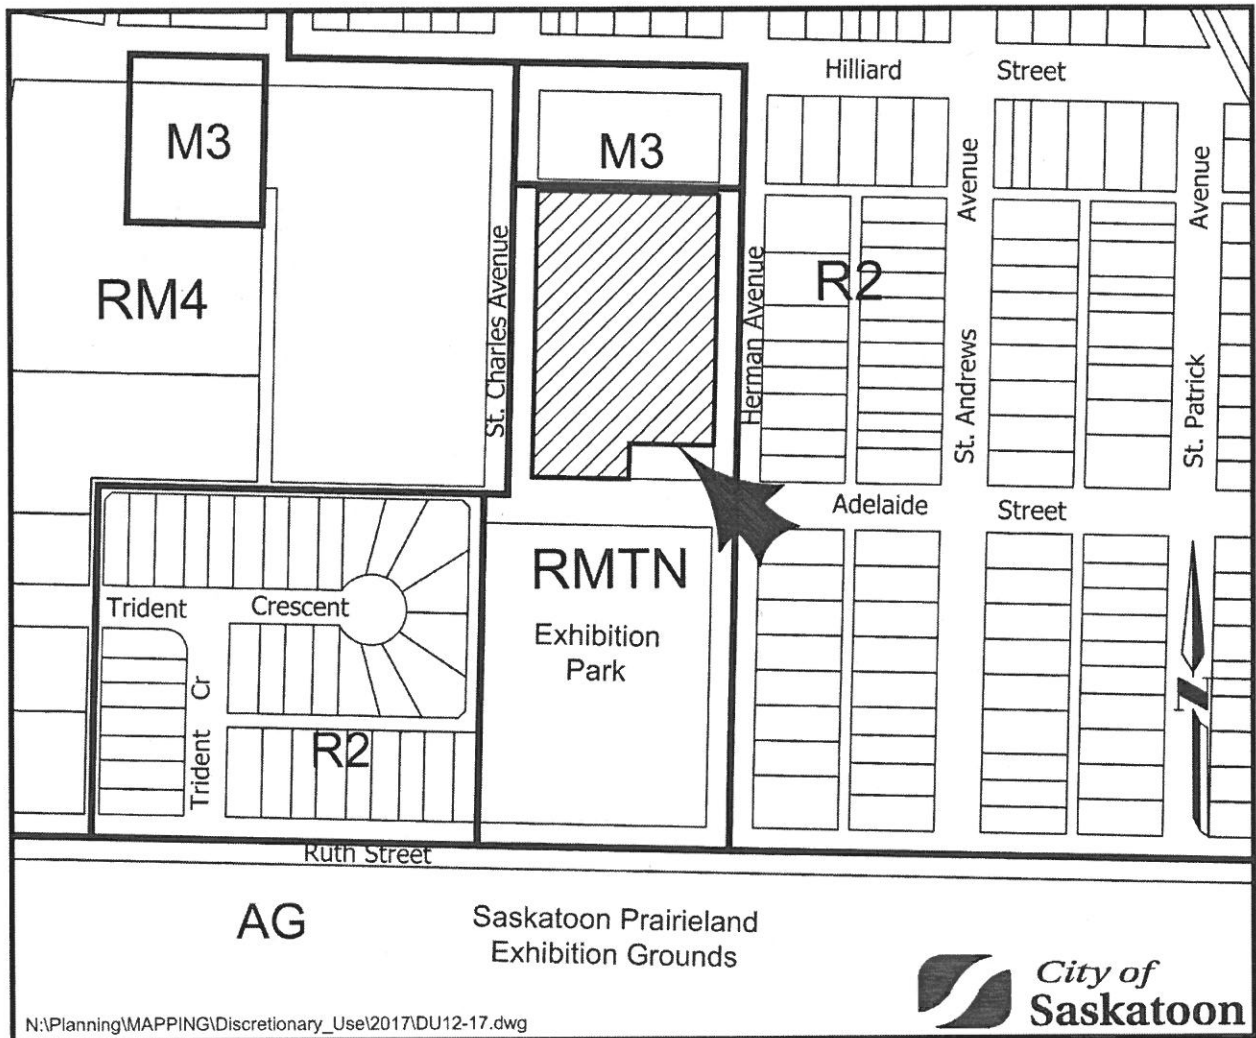 Hilliard Street
M3
M3
Avenue
Avenue
St. Charles Avenue
Herman Avenue
R2
RM4
St. Andrews
St. Patrick
Adelaide Street
RMTN
Trident Crescent
Exhibition
Park
Trident Cr
R2
N
Ruth Street
AG
Saskatoon Prairieland
Exhibition Grounds
City of
Saskatoon
N:\Planning\MAPPING\Discretionary_Use\2017\DU12-17.dwg